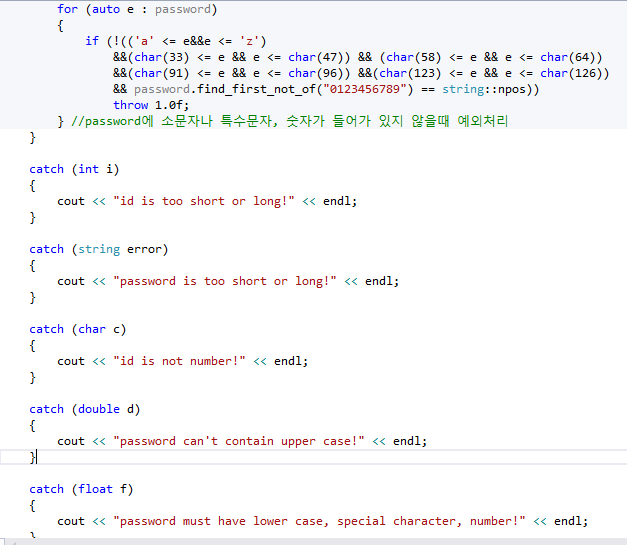 for (auto e : password)
{
if (!(('a' <= e&&e <= 'z')
&&(char(33) <= e && e <= char(47)) && (char(58) <= e && e <= char(64))
&&(char(91) <= e && e <= char(96)) &&(char(123) <= e && e <= char(126))
&& password.find_first_not_of("0123456789") == string::npos))
throw 1.0f;
} //password에 소문자나 특수문자, 숫자가 들어가 있지 않을때 예외처리
}
catch (int i)
{
cout << "id is too short or long!" << endl;
}
catch (string error)
{
cout << "password is too short or long!" << endl;
}
catch (char c)
{
cout << "id is not number!" << endl;
}
catch (double d)
{
cout << "password can't contain upper case!" << endl;
}
catch (float f)
{
cout << "password must have lower case, special character, number!" << endl;
}